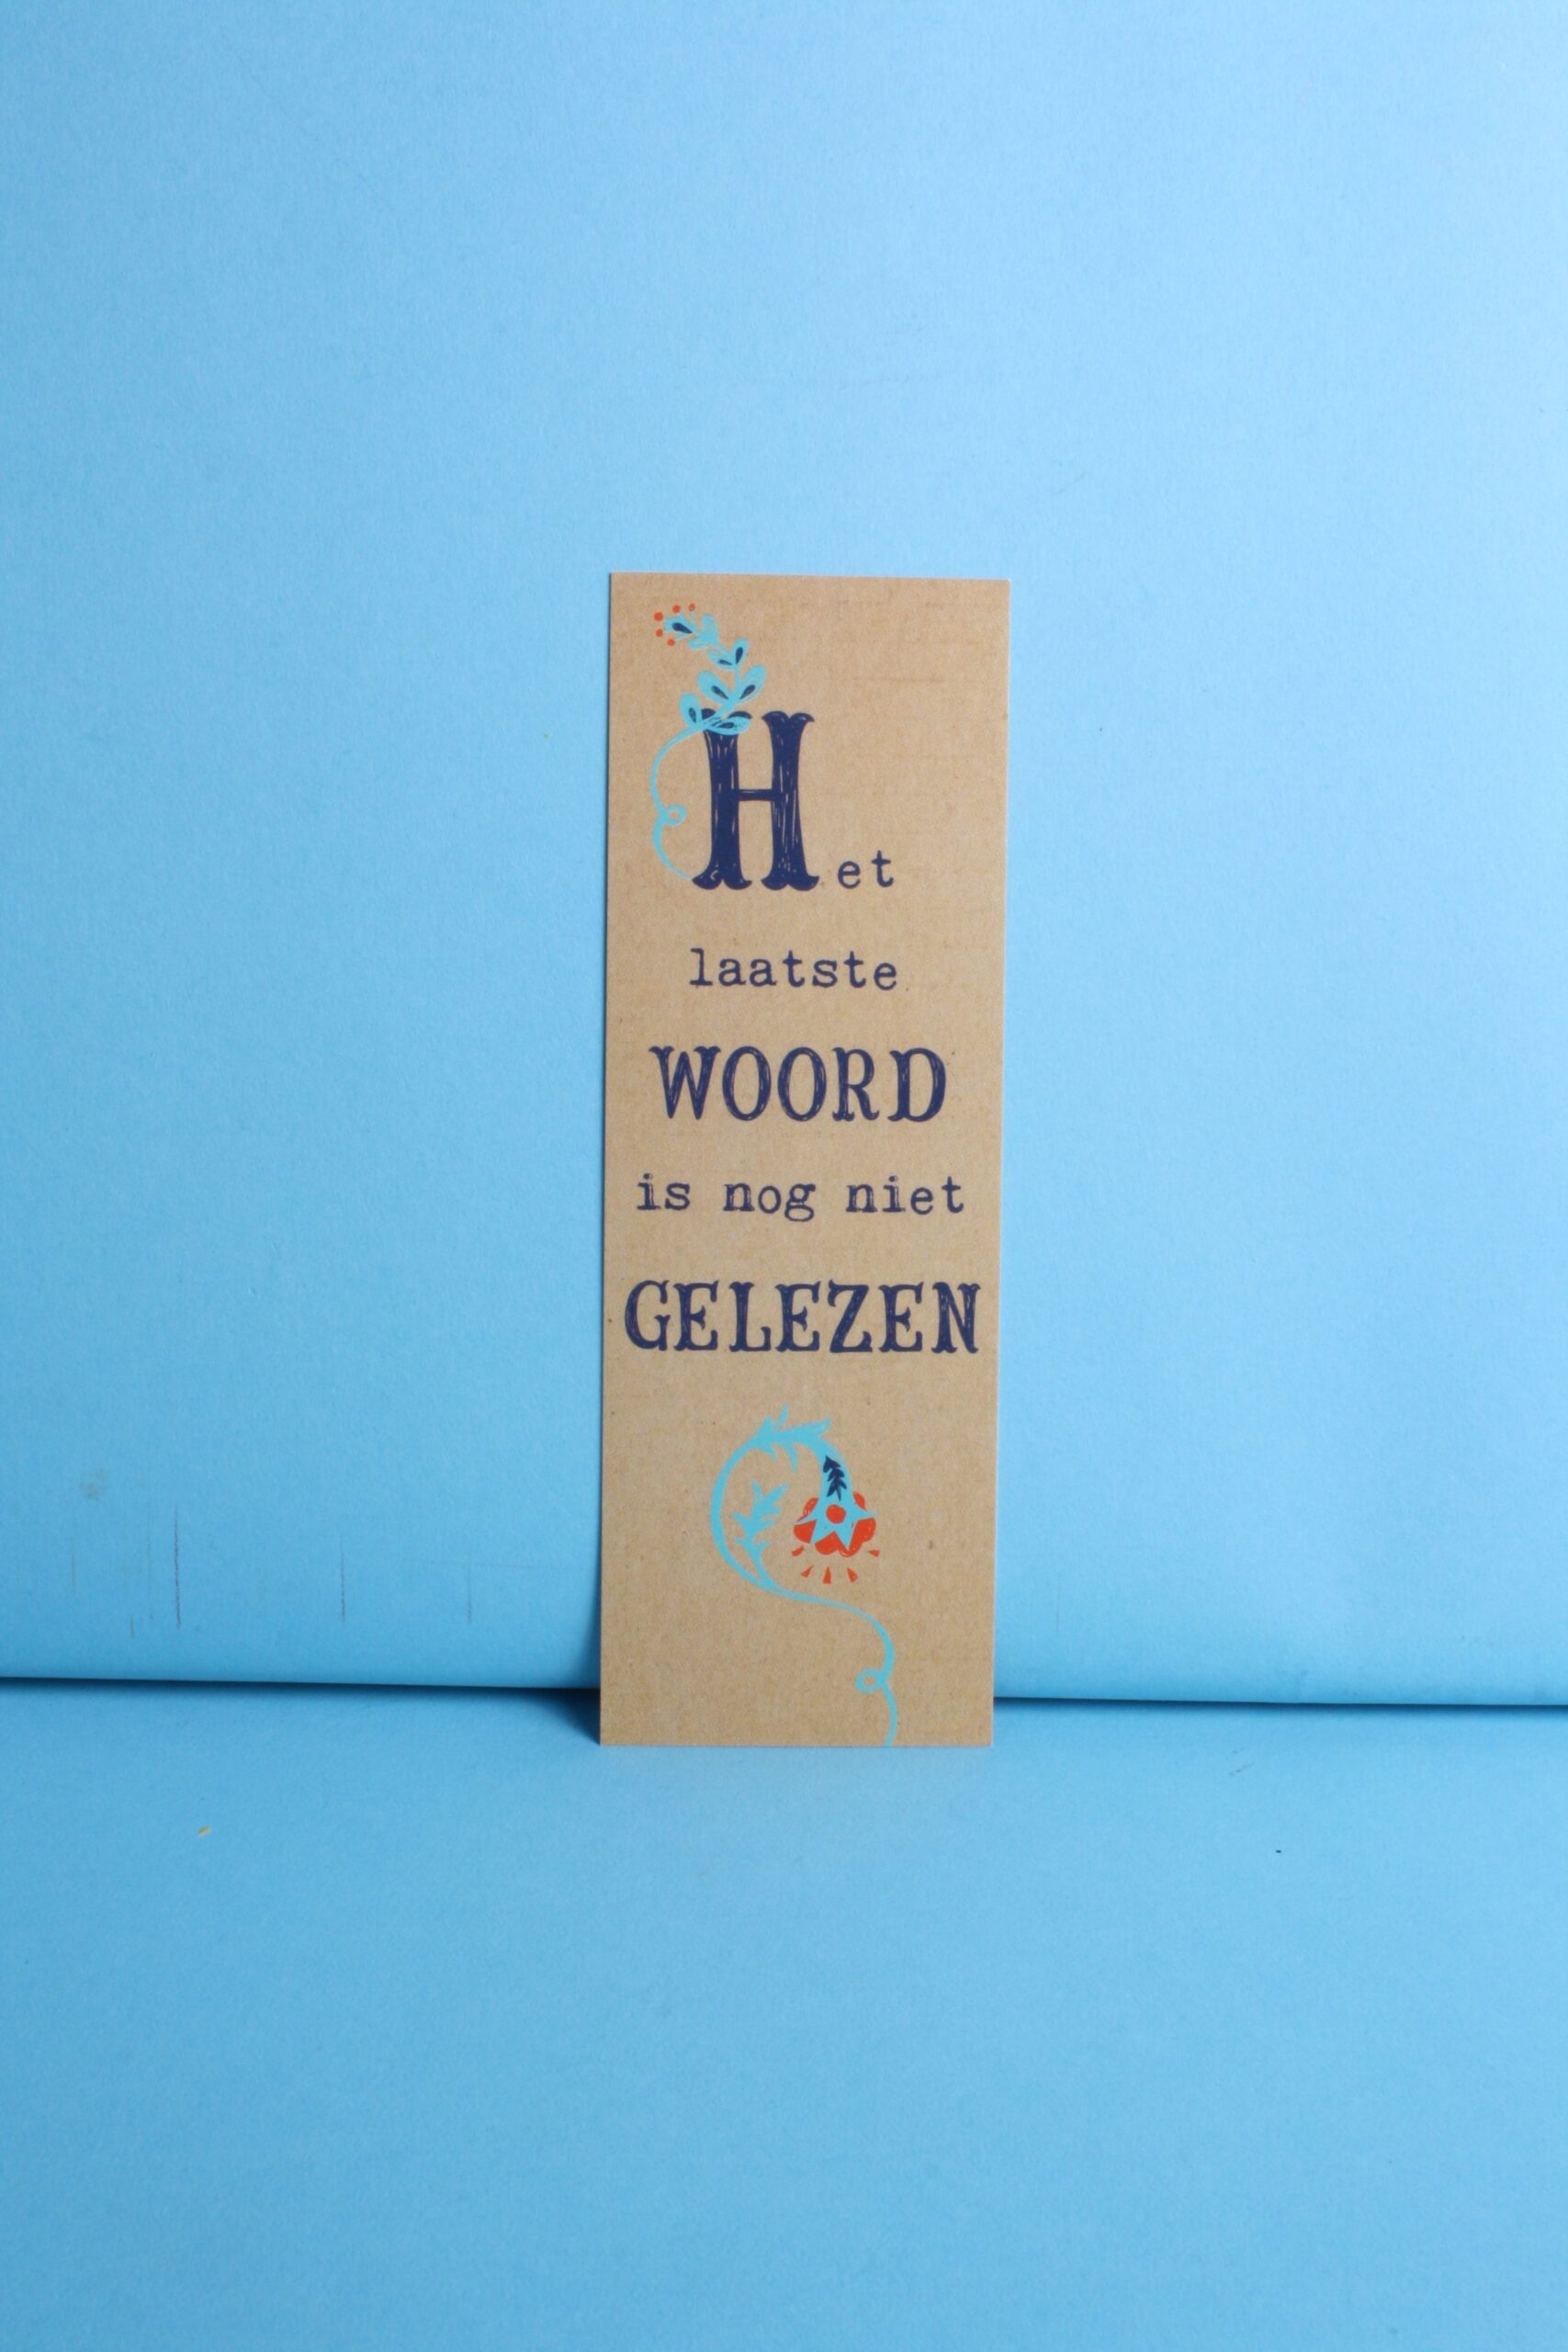 Het
laatste
WOORD
is nog niet
GELEZEN